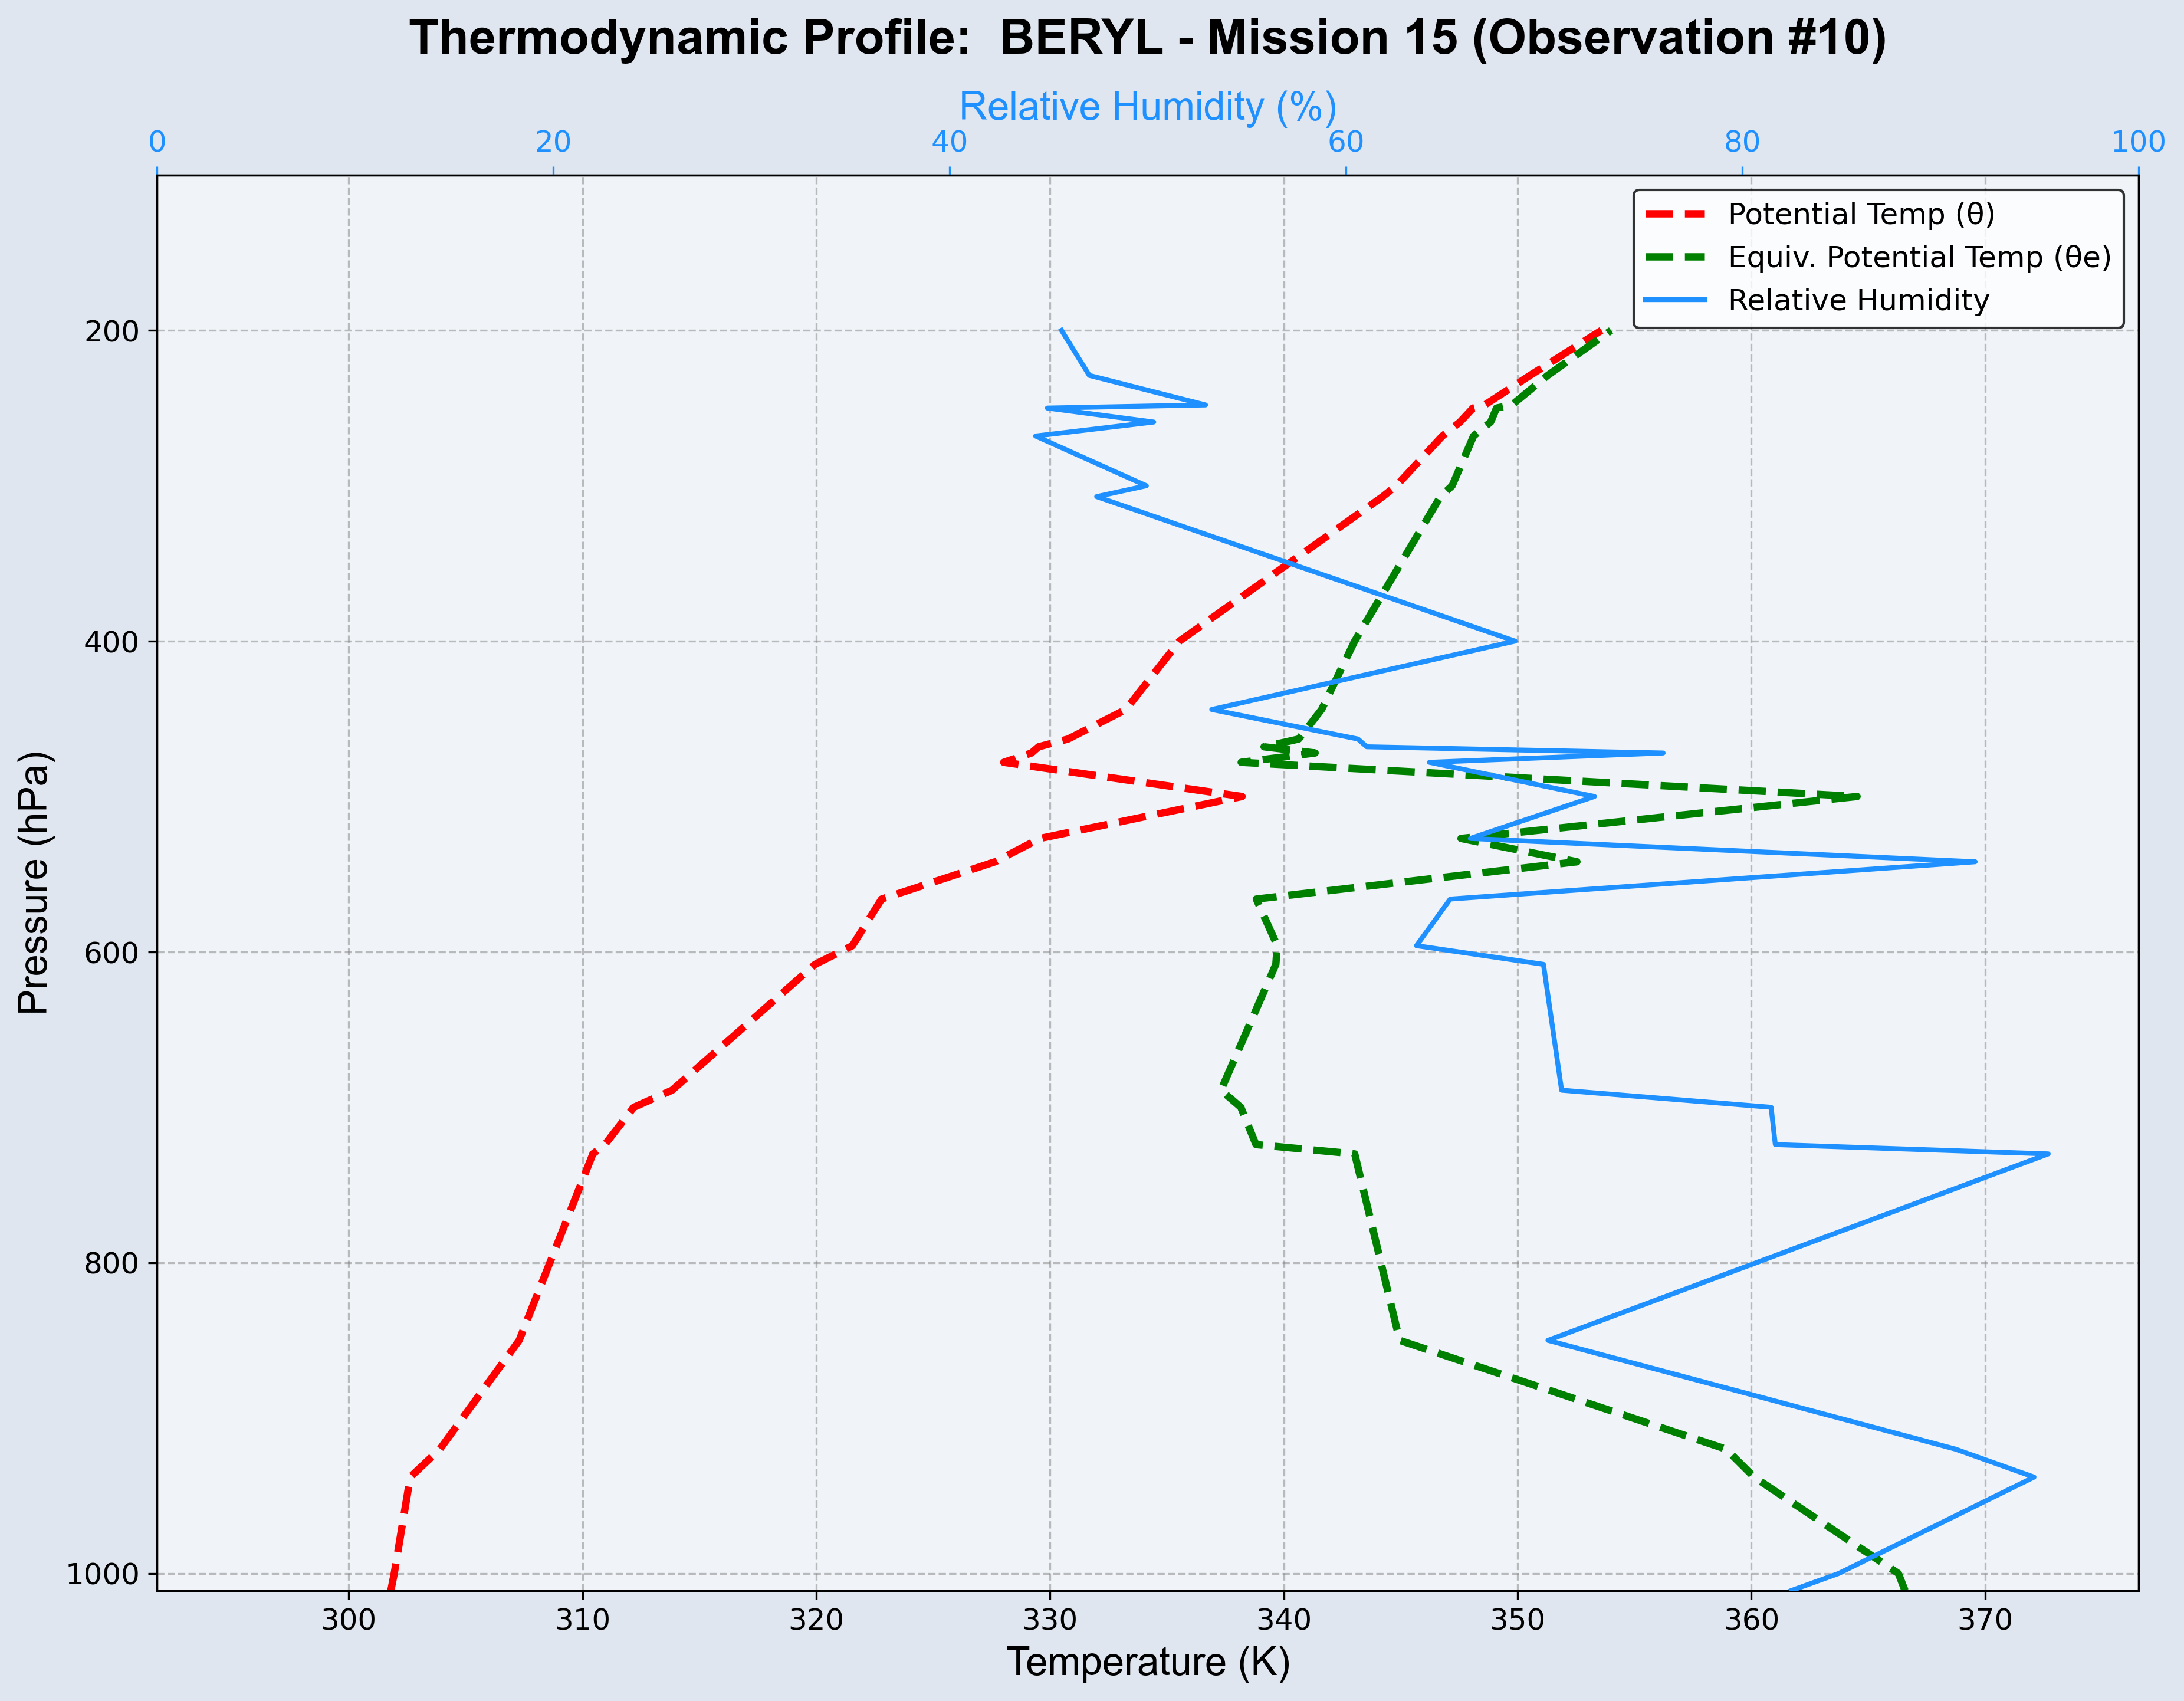 Thermodynamic Profile:  BERYL - Mission 15 (Observation #10)
Relative Humidity (%)
0 20 40 60 80 100
Potential Temp (θ)
Equiv. Potential Temp (θe)
Relative Humidity
200
400
600
800
1000
Pressure (hPa)
300 310 320 330 340 350 360 370
Temperature (K)